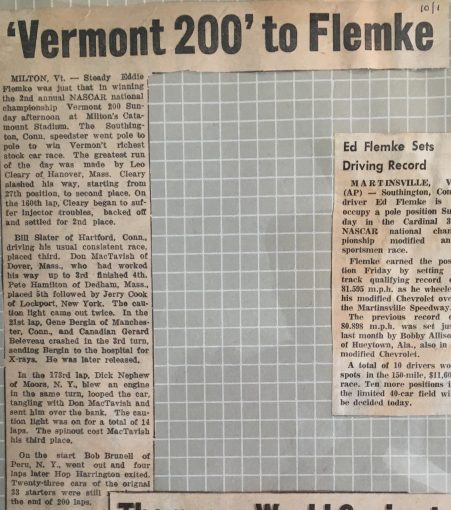 10/1
'Vermont 200' to Flemke
MILTON, Vt. — Steady Eddie
Flemke was just that in winning
the 2nd annual NASCAR national
championship Vermont 200 Sun-
day afternoon at Milton's Cata-
mount Stadium. The Southing-
ton, Conn. speedster went pole to
pole to win Vermont's richest
stock car race. The greatest run
of the day was made by Leo
Cleary of Hanover, Mass. Cleary
slashed his way, starting from
27th position, to second place. On
the 160th lap, Cleary began to suf-
fer injector troubles, backed off
and settled for 2nd place.
Bill Slater of Hartford, Conn.,
driving his usual consistent race,
placed third. Don MacTavish of
Dover, Mass., who had worked
his way up to 3rd finished 4th.
Pete Hamilton of Dedham, Mass.,
placed 5th followed by Jerry Cook
of Lockport, New York. The cau-
tion light came out twice. In the
21st lap, Gene Bergin of Manches-
ter, Conn., and Canadian Gerard
Beleveau crashed in the 3rd turn,
sending Bergin to the hospital for
X-rays. He was later released.
In the 173rd lap, Dick Nephew
of Moors, N. Y., blew an engine
in the same turn, looped the car,
tangling with Don MacTavish and
sent him over the bank. The cau-
tion light was on for a total of 14
laps. The spinout cost MacTavish
his third place.
On the start Bob Brunell of
Peru, N. Y., went out and four
laps later Hop Harrington exited.
Twenty-three cars of the orignal
33 starters were still
the end of 200 laps.
Ed Flemke Sets
Driving Record
MARTINSVILLE, V
(AP) — Southington, Con
driver Ed Flemke is
occupy a pole position Su
day in the Cardinal 3
NASCAR national cham
pionship modified an
sportsmen race.
Flemke earned the pos
tion Friday by setting
track qualifying record o
81.595 m.p.h. as he wheele
his modified Chevrolet ove
the Martinsville Speedway.
The previous record o
80.898 m.p.h. was set jus
last month by Bobby Alliso
of Hueytown, Ala., also in
modified Chevrolet.
A total of 10 drivers wo
spots in the 150-mile, $11,60
race. Ten more positions i
the limited 40-car field wil
be decided today.